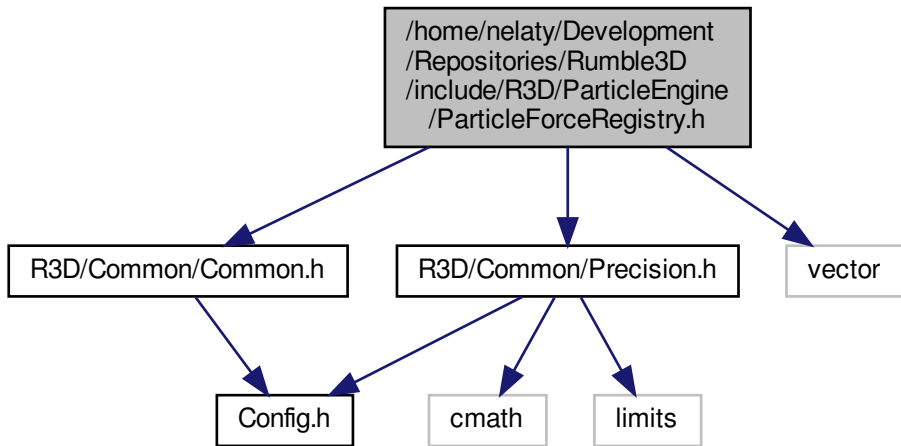 /home/nelaty/Development
/Repositories/Rumble3D
/include/R3D/ParticleEngine
/ParticleForceRegistry.h
R3D/Common/Common.h
R3D/Common/Precision.h
vector
Config.h
cmath
limits